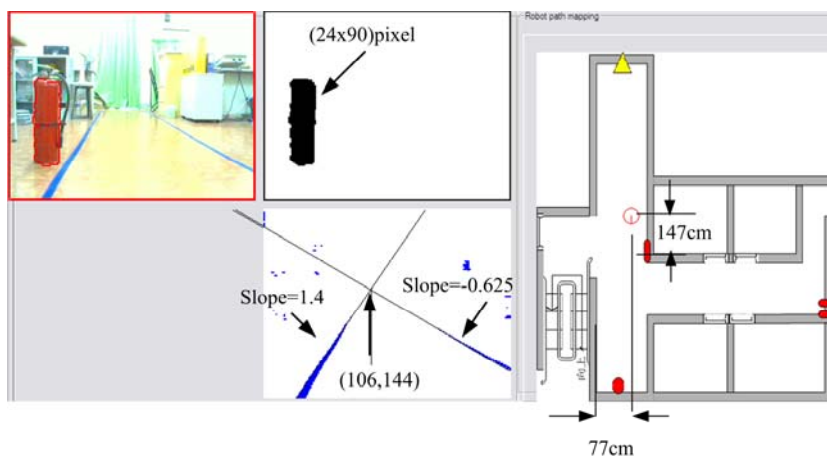 Robot path mapping
(24x90)pixel
147cm
Slope=1.4
Slope=-0.625
(106,144)
77cm